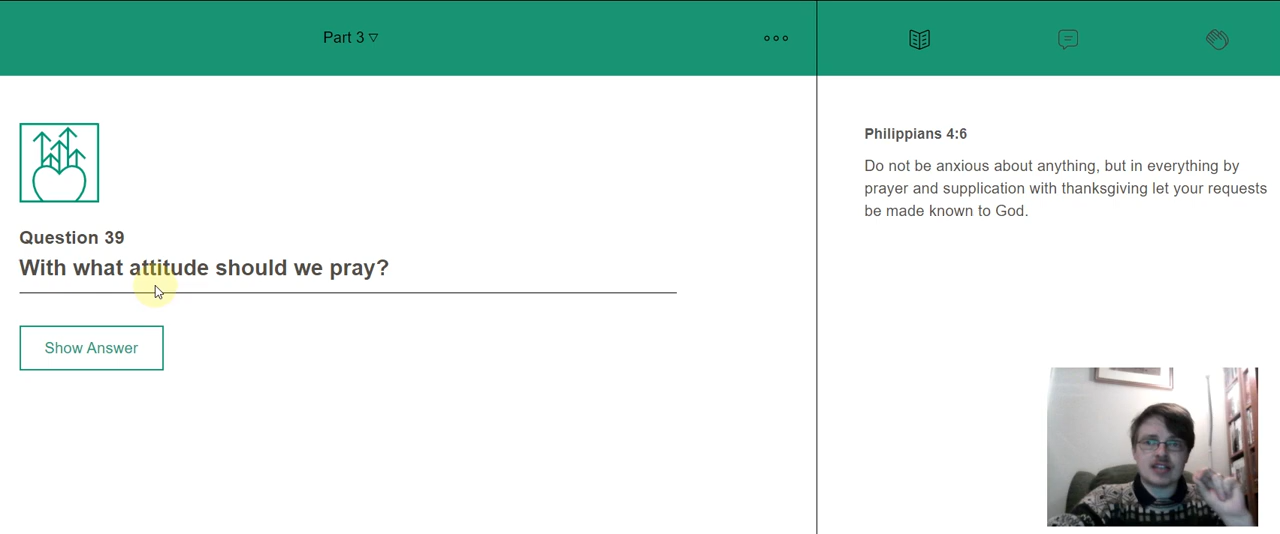 Part 3
Question 39
With what attitude should we pray?
Show Answer
Philippians 4:6
Do not be anxious about anything, but in everything by
prayer and supplication with thanksgiving let your requests
be made known to God.